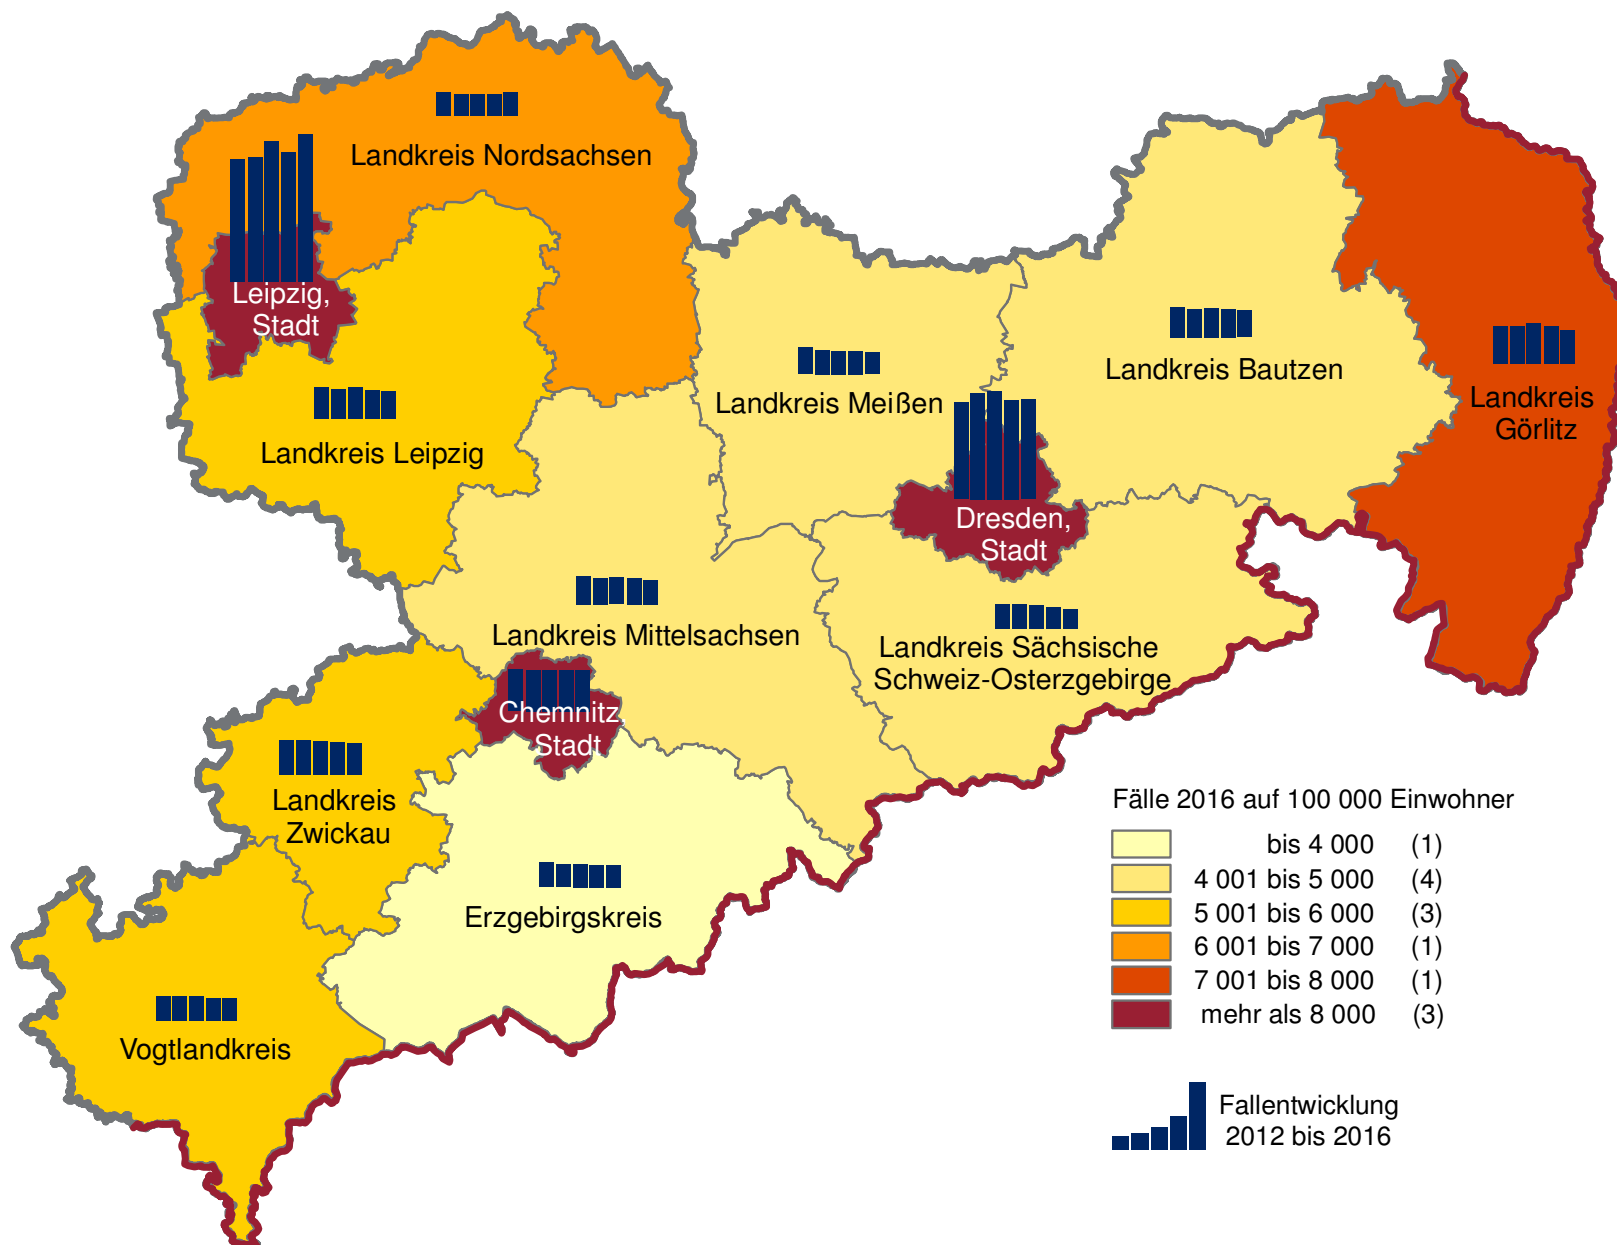 Landkreis Nordsachsen
Leipzig,
Stadt
Landkreis Leipzig
Landkreis Meißen
Landkreis Bautzen
Landkreis
Görlitz
Dresden,
Stadt
Landkreis Mittelsachsen
Landkreis Sächsische
Schweiz-Osterzgebirge
Chemnitz,
Stadt
Landkreis
Zwickau
Erzgebirgskreis
Vogtlandkreis
Fälle 2016 auf 100 000 Einwohner
bis 4 000 (1)
4 001 bis 5 000 (4)
5 001 bis 6 000 (3)
6 001 bis 7 000 (1)
7 001 bis 8 000 (1)
mehr als 8 000 (3)
Fallentwicklung
2012 bis 2016